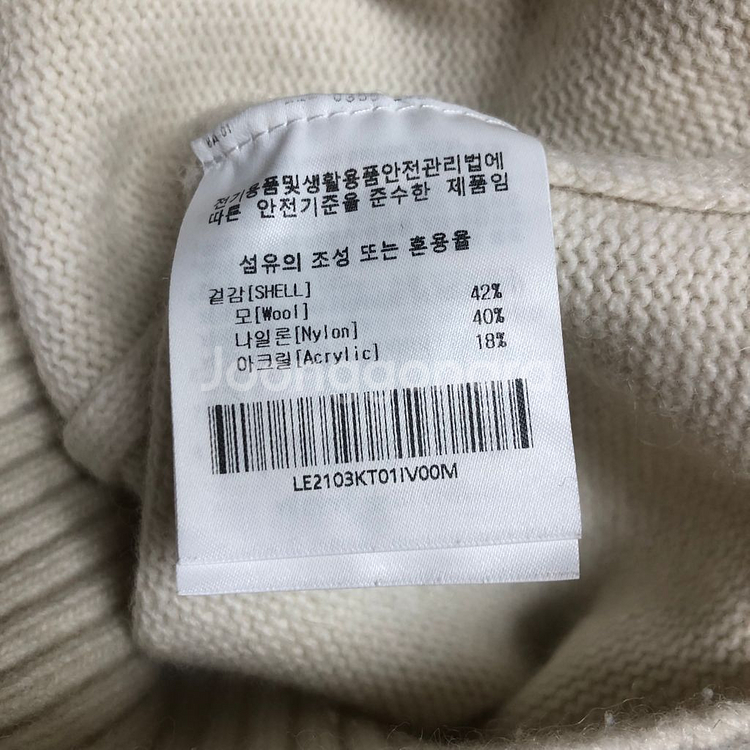 전기용품및생활용품안전관리법에
따른 안전기준을 준수한 제품임
섬유의 조성 또는 혼용율
겉감[SHELL]
모[Wool] 42%
나일론[Nylon] 40%
아크릴[Acrylic] 18%
Joonggonara
LE2103KT01IV00M